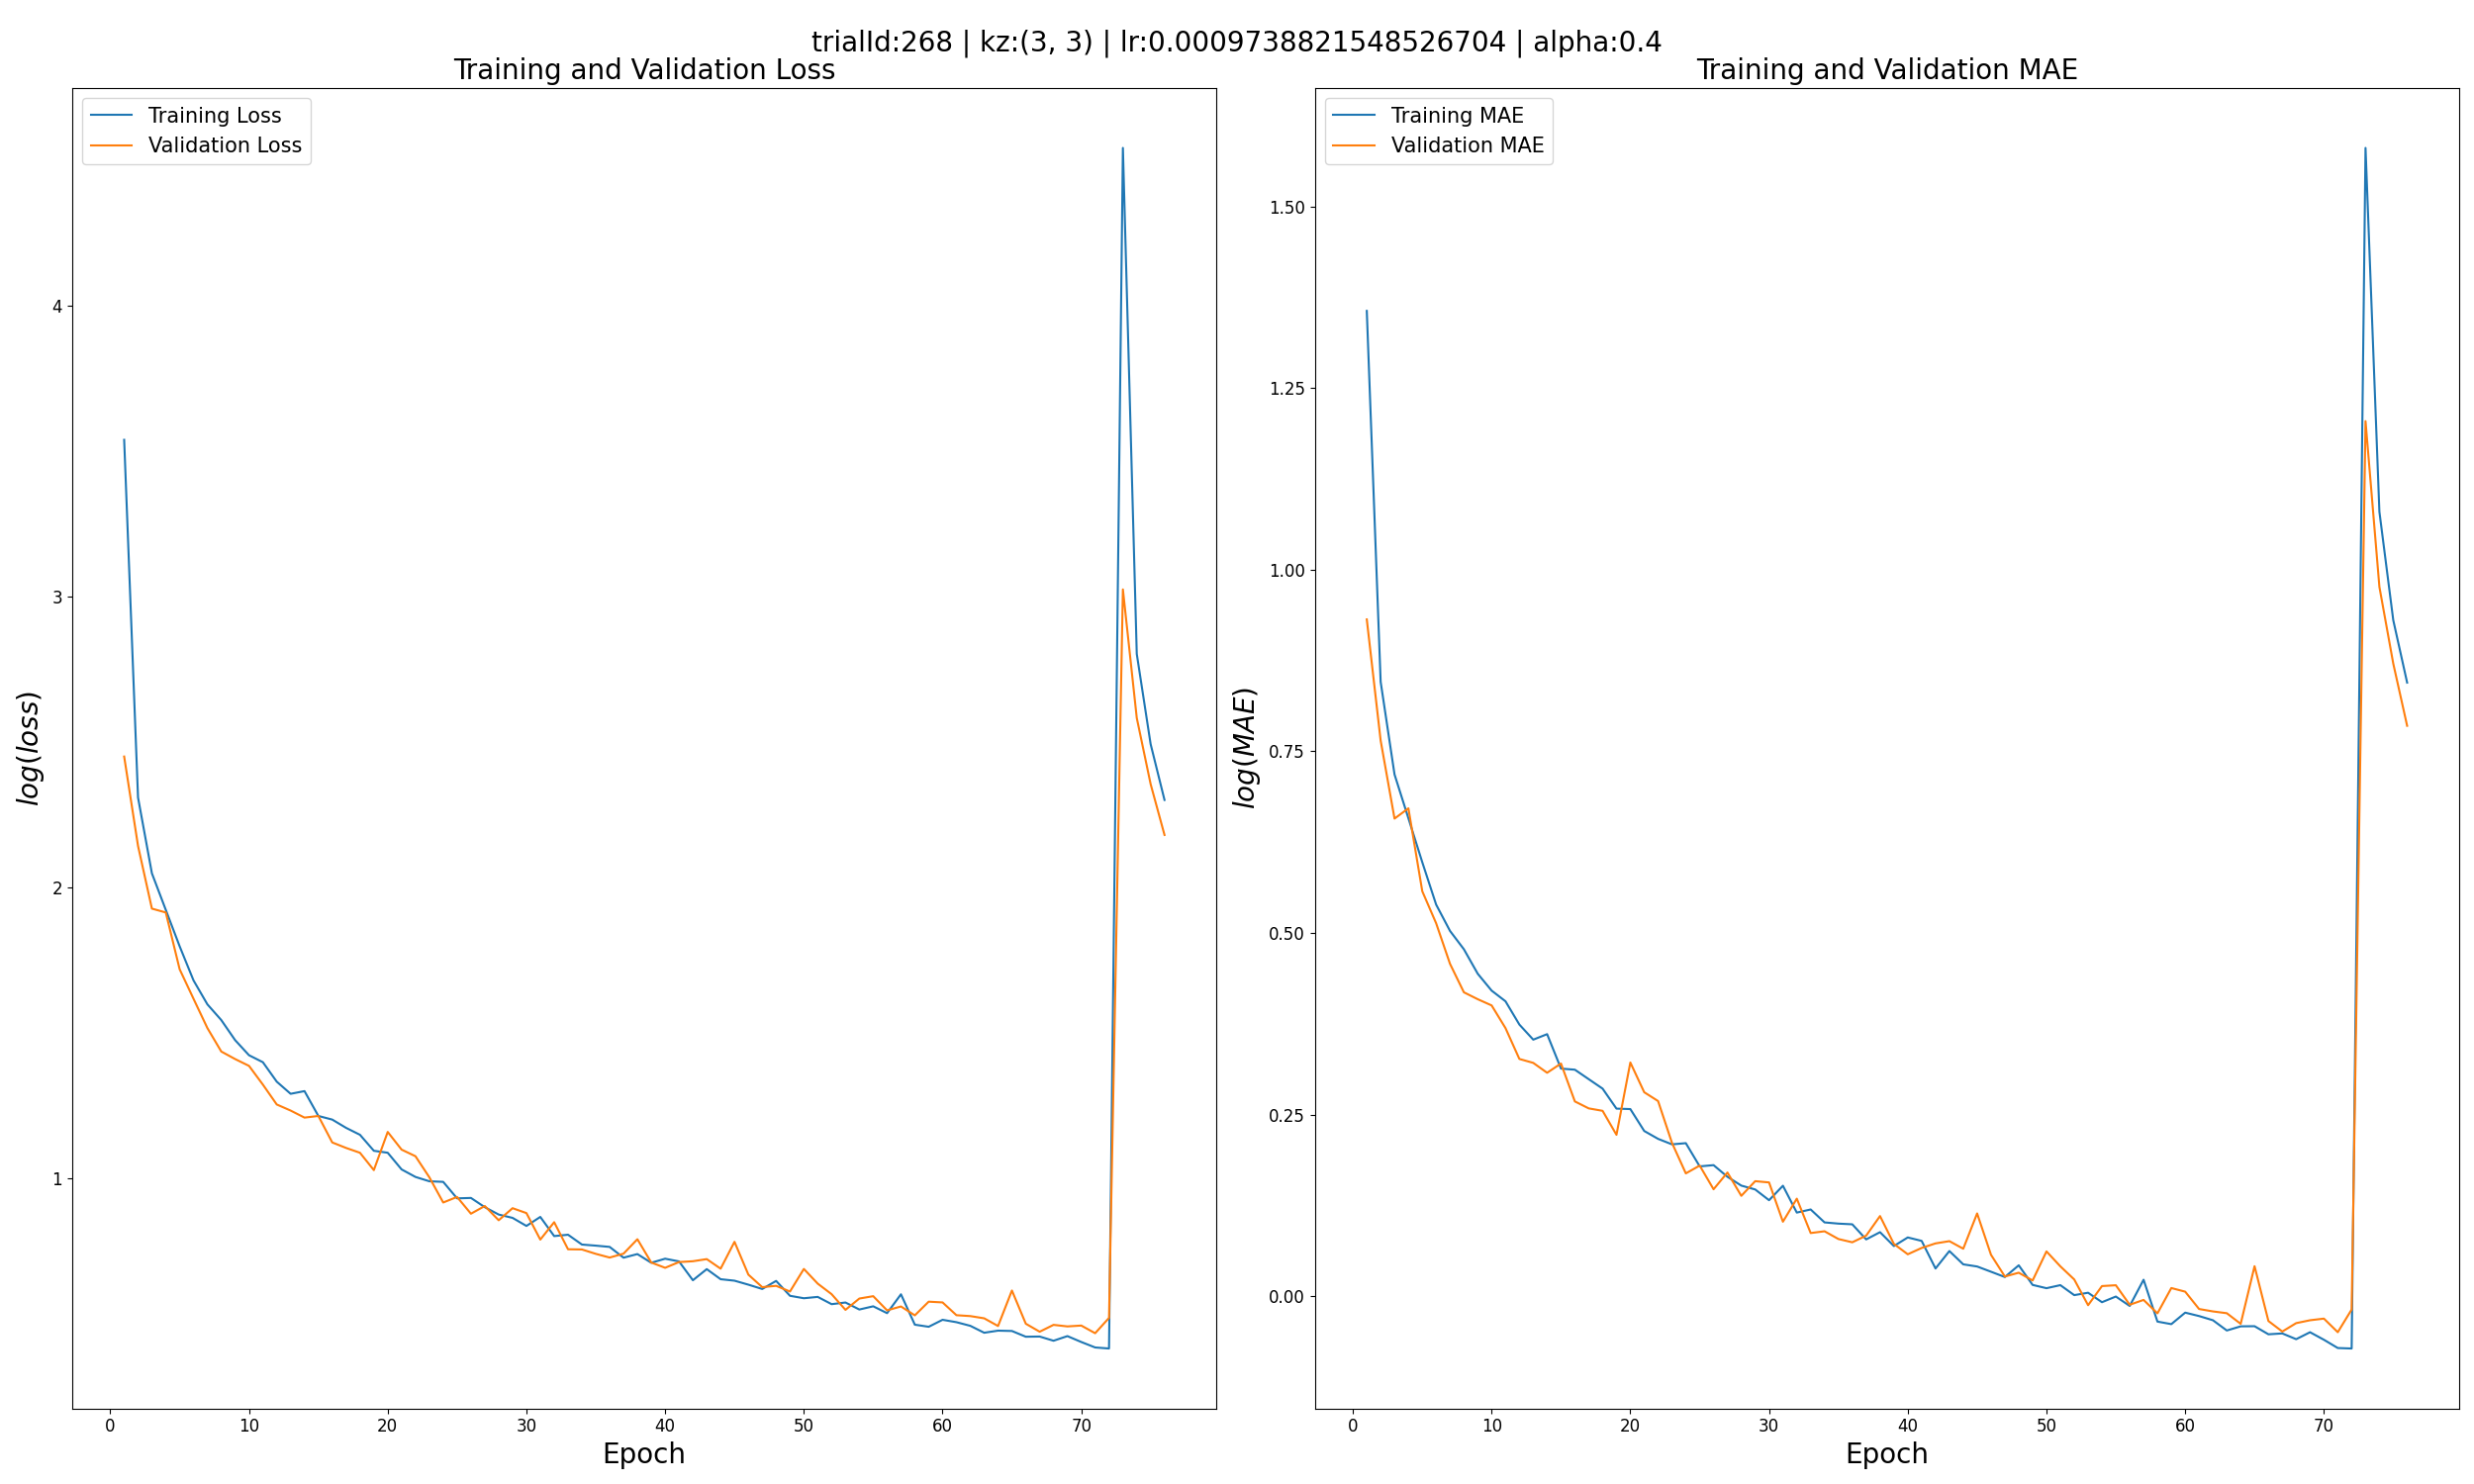 trialId:268 | kz:(3, 3) | lr:0.0009738821548526704 | alpha:0.4
Training and Validation Loss
Training Loss
Validation Loss
4
3
2
1
log(loss)
0 10 20 30 40 50 60 70
Epoch
Training and Validation MAE
Training MAE
Validation MAE
1.50
1.25
1.00
0.75
0.50
0.25
0.00
log(MAE)
0 10 20 30 40 50 60 70
Epoch